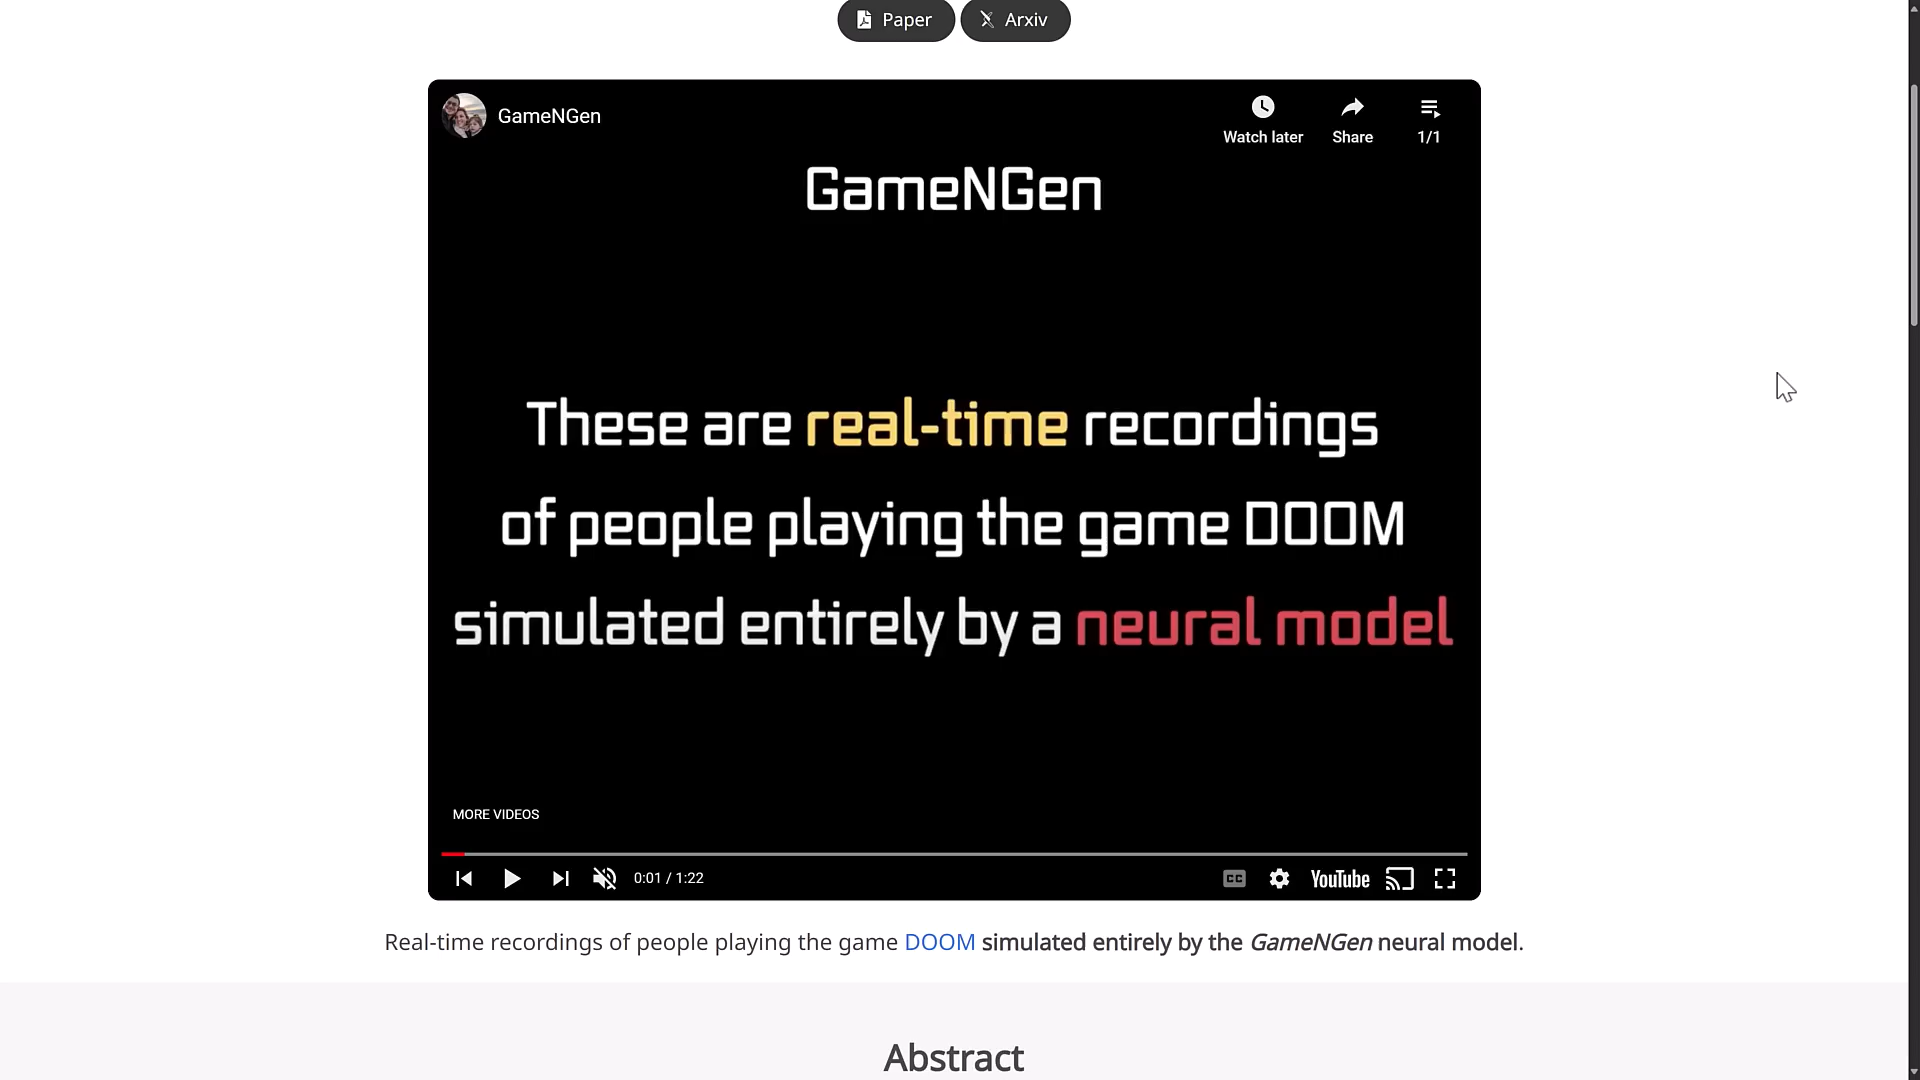 Paper Arxiv
GameNGen
Watch later Share 1/1
GameNGen
These are real-time recordings
of people playing the game DOOM
simulated entirely by a neural model
MORE VIDEOS
0:01 / 1:22 CC YouTube
Real-time recordings of people playing the game DOOM simulated entirely by the GameNGen neural model.
Abstract